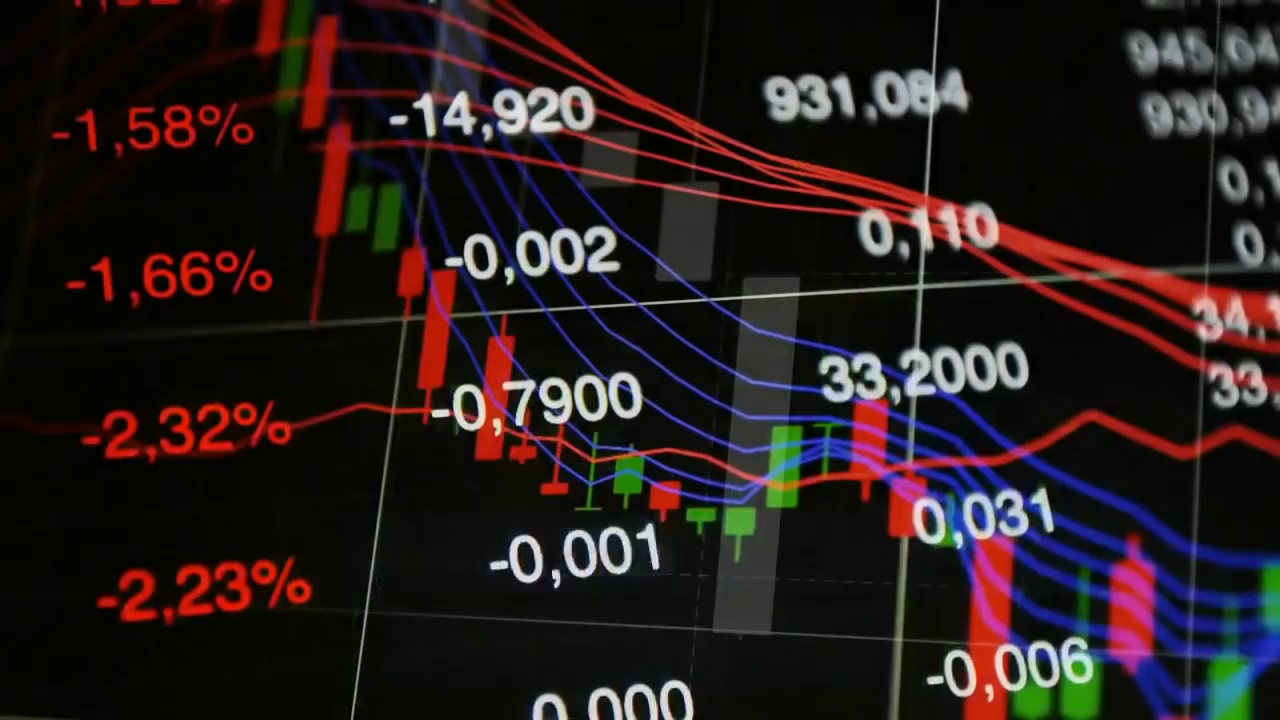 -1,58% -14,920 931,084
-1,66% -0,002 0,110
-2,32% -0,7900 33,2000
-2,23% -0,001 0,031
0,000 -0,006